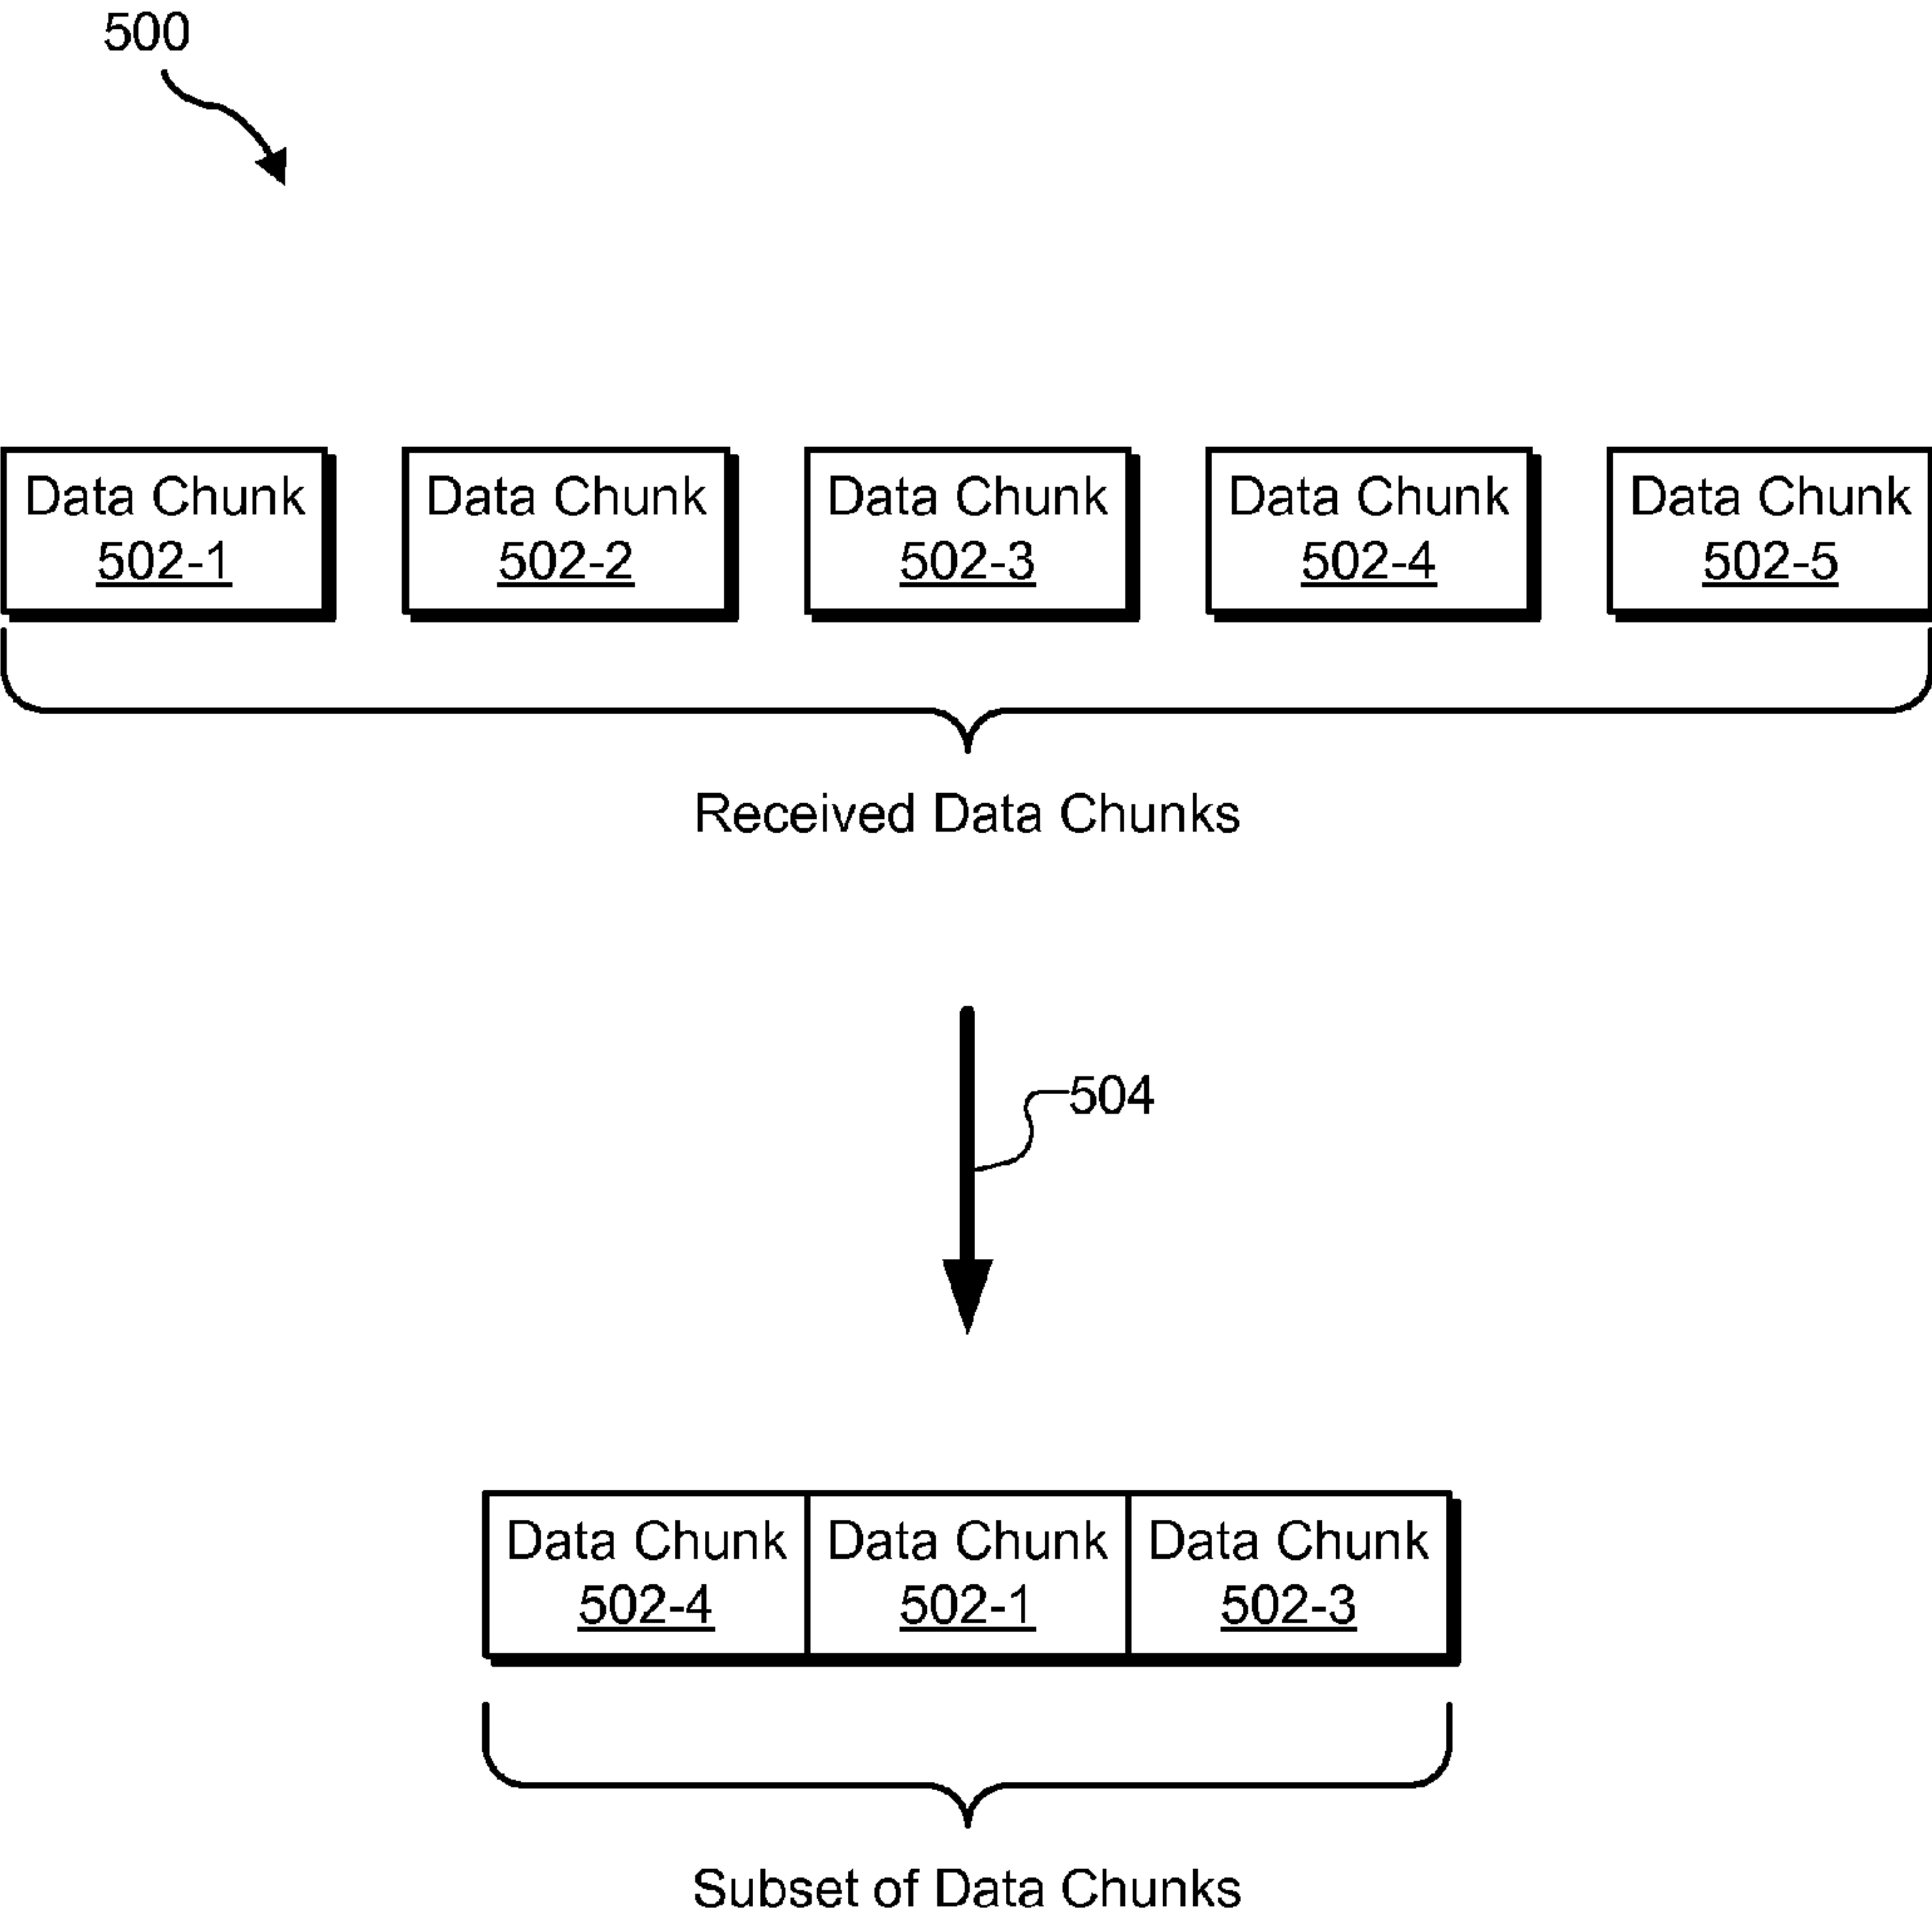 500
Data Chunk Data Chunk Data Chunk Data Chunk Data Chunk
502-1 502-2 502-3 502-4 502-5
Received Data Chunks
504
Data Chunk Data Chunk Data Chunk
502-4 502-1 502-3
Subset of Data Chunks